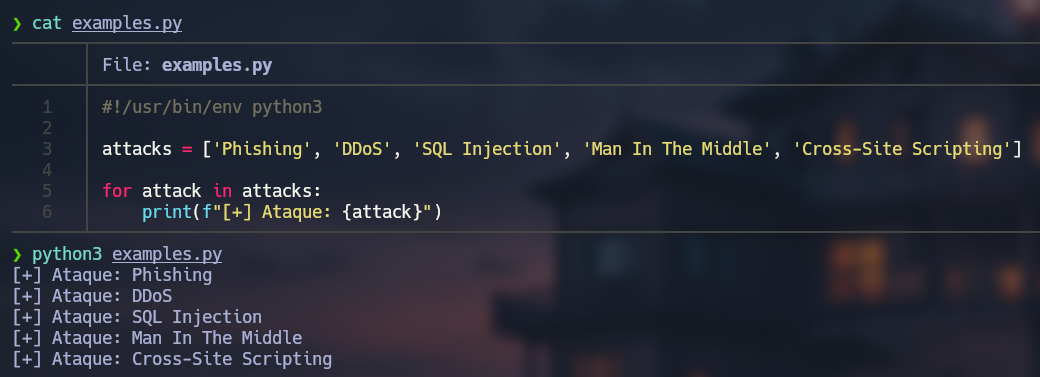 ❯ cat examples.py
File: examples.py
1 #!/usr/bin/env python3
2
3 attacks = ['Phishing', 'DDoS', 'SQL Injection', 'Man In The Middle', 'Cross-Site Scripting']
4
5 for attack in attacks:
6     print(f"[+] Ataque: {attack}")
❯ python3 examples.py
[+] Ataque: Phishing
[+] Ataque: DDoS
[+] Ataque: SQL Injection
[+] Ataque: Man In The Middle
[+] Ataque: Cross-Site Scripting